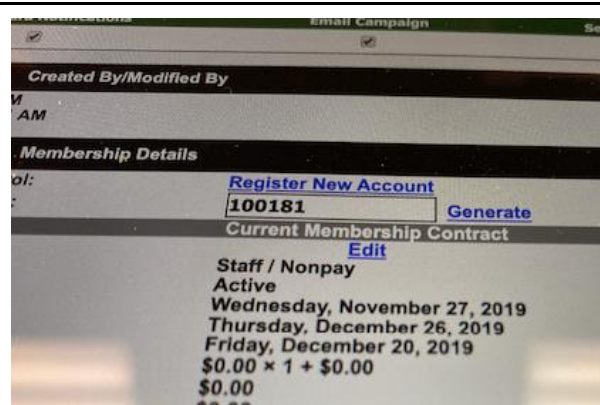 Notifications Email Campaign Se
Created By/Modified By
M
AM
Membership Details
ol: Register New Account
: 100181 Generate
Current Membership Contract
Edit
Staff / Nonpay
Active
Wednesday, November 27, 2019
Thursday, December 26, 2019
Friday, December 20, 2019
$0.00 × 1 + $0.00
$0.00